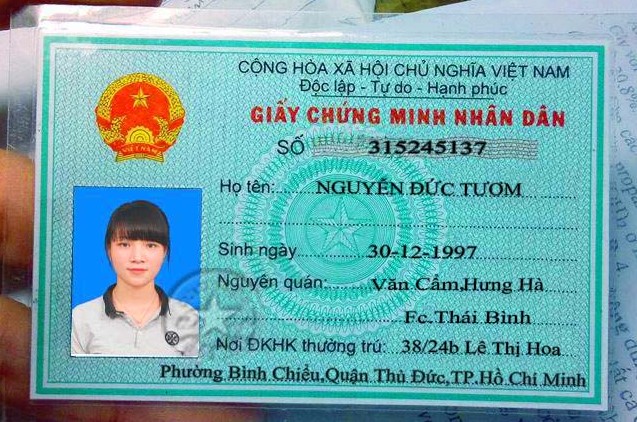 CỘNG HÒA XÃ HỘI CHỦ NGHĨA VIỆT NAM
Độc lập - Tự do - Hạnh phúc
GIẤY CHỨNG MINH NHÂN DÂN
SỐ 315245137
Họ tên: NGUYỄN ĐỨC TƯƠM
Sinh ngày 30-12-1997
Nguyên quán: Văn Cẩm,Hưng Hà
Fc.Thái Bình
Nơi ĐKHK thường trú: 38/24b Lê Thị Hoa
Phường Bình Chiểu,Quận Thủ Đức,TP.Hồ Chí Minh
VIỆT NAM